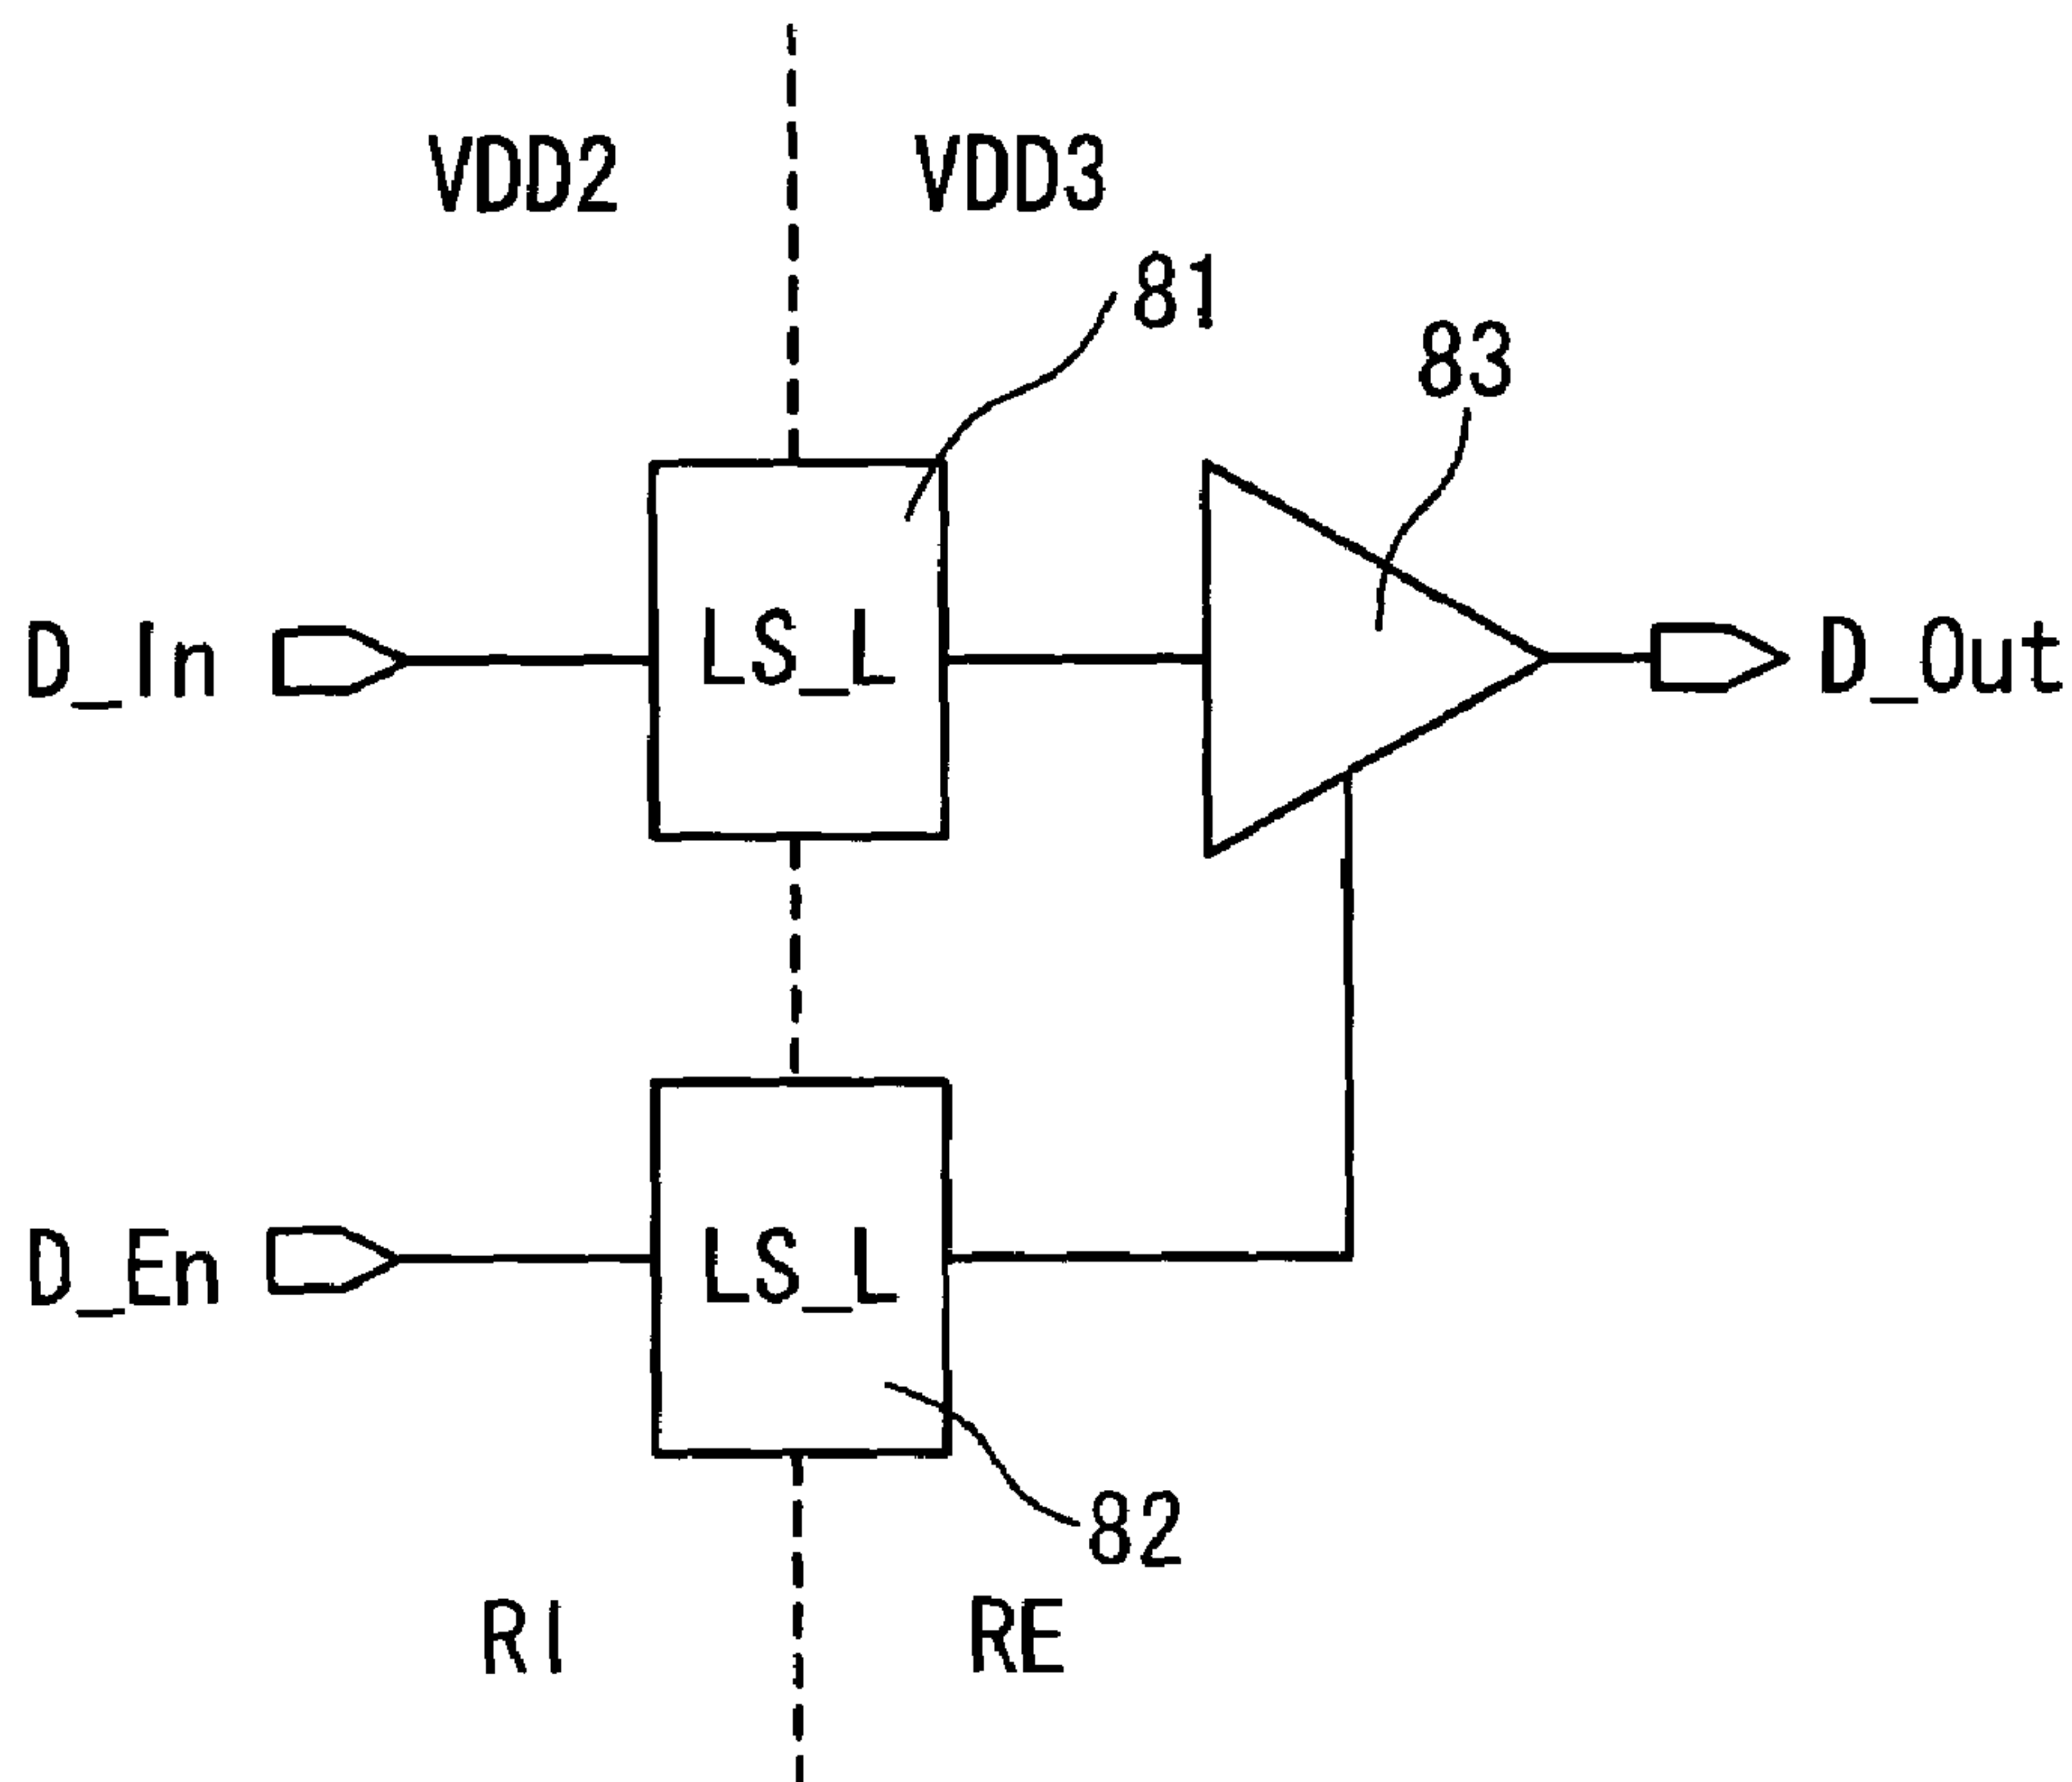 VDD2 VDD3
81
83
D_In LS_L D_Out
D_En LS_L
82
RI RE